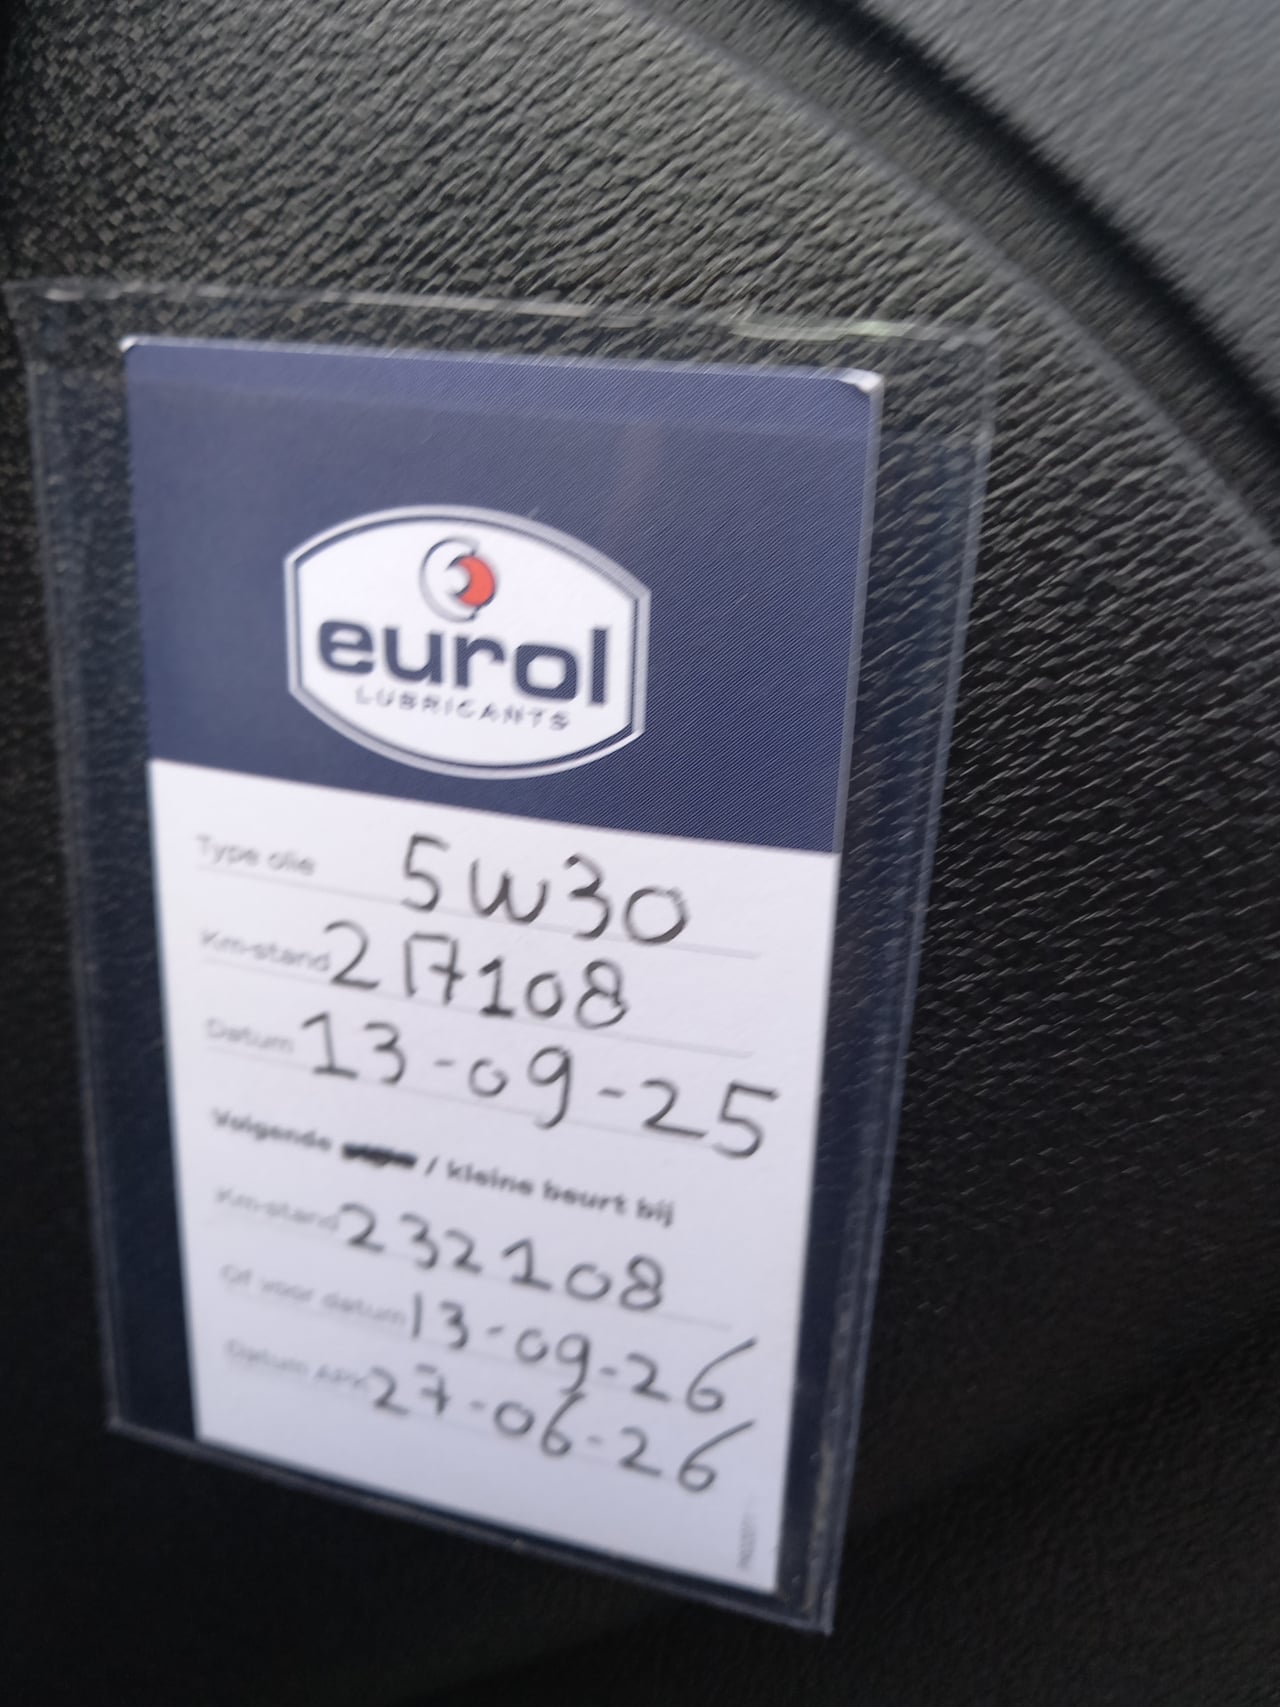 eurol
LUBRICANTS
Type olie 5W30
Km-stand 217108
Datum 13-09-25
Volgende / kleine beurt bij
Km-stand 232108
Of voor datum 13-09-26
Datum APK 27-06-26